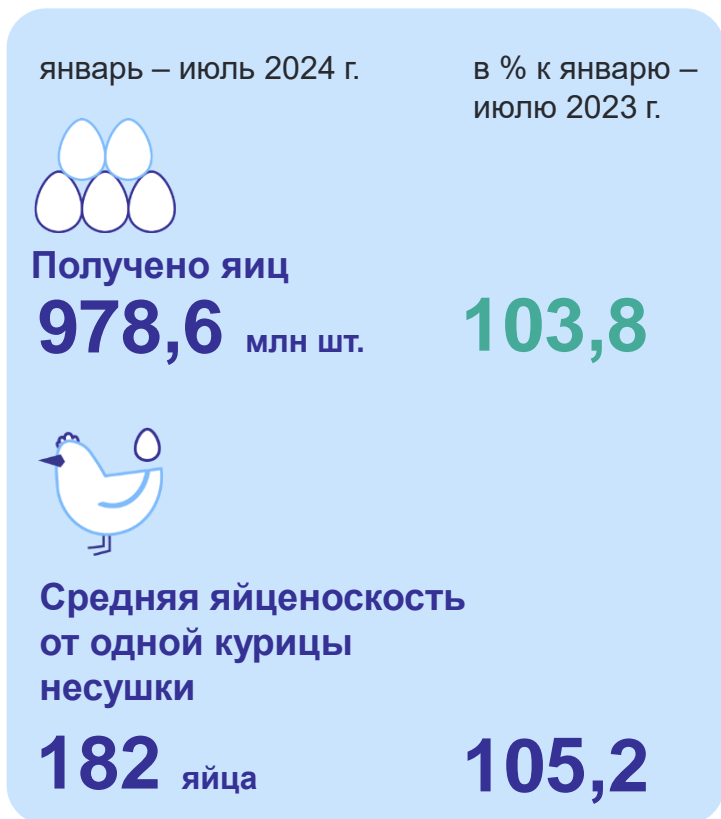 январь – июль 2024 г.
в % к январю –
июлю 2023 г.
Получено яиц
978,6 млн шт.
103,8
Средняя яйценоскость
от одной курицы
несушки
182 яйца
105,2